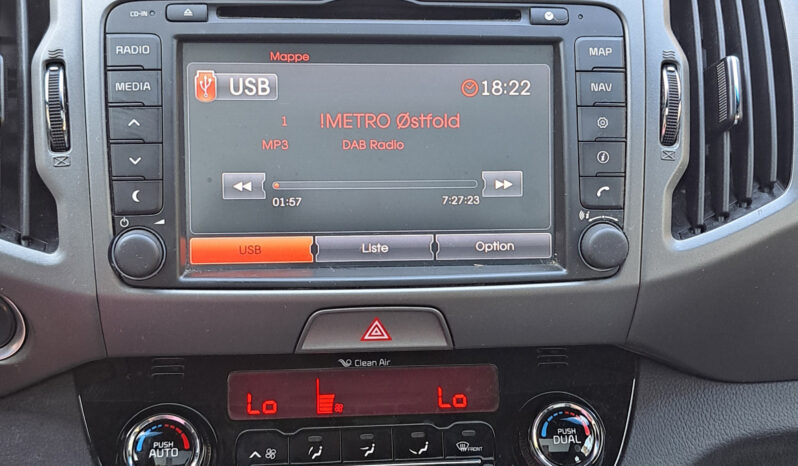 CD-IN
RADIO
MEDIA
Mappe
USB
18:22
1 !METRO Østfold
MP3 DAB Radio
01:57 7:27:23
USB Liste Option
MAP
NAV
Clean Air
Lo Lo
PUSH
AUTO
FRONT
PUSH
DUAL